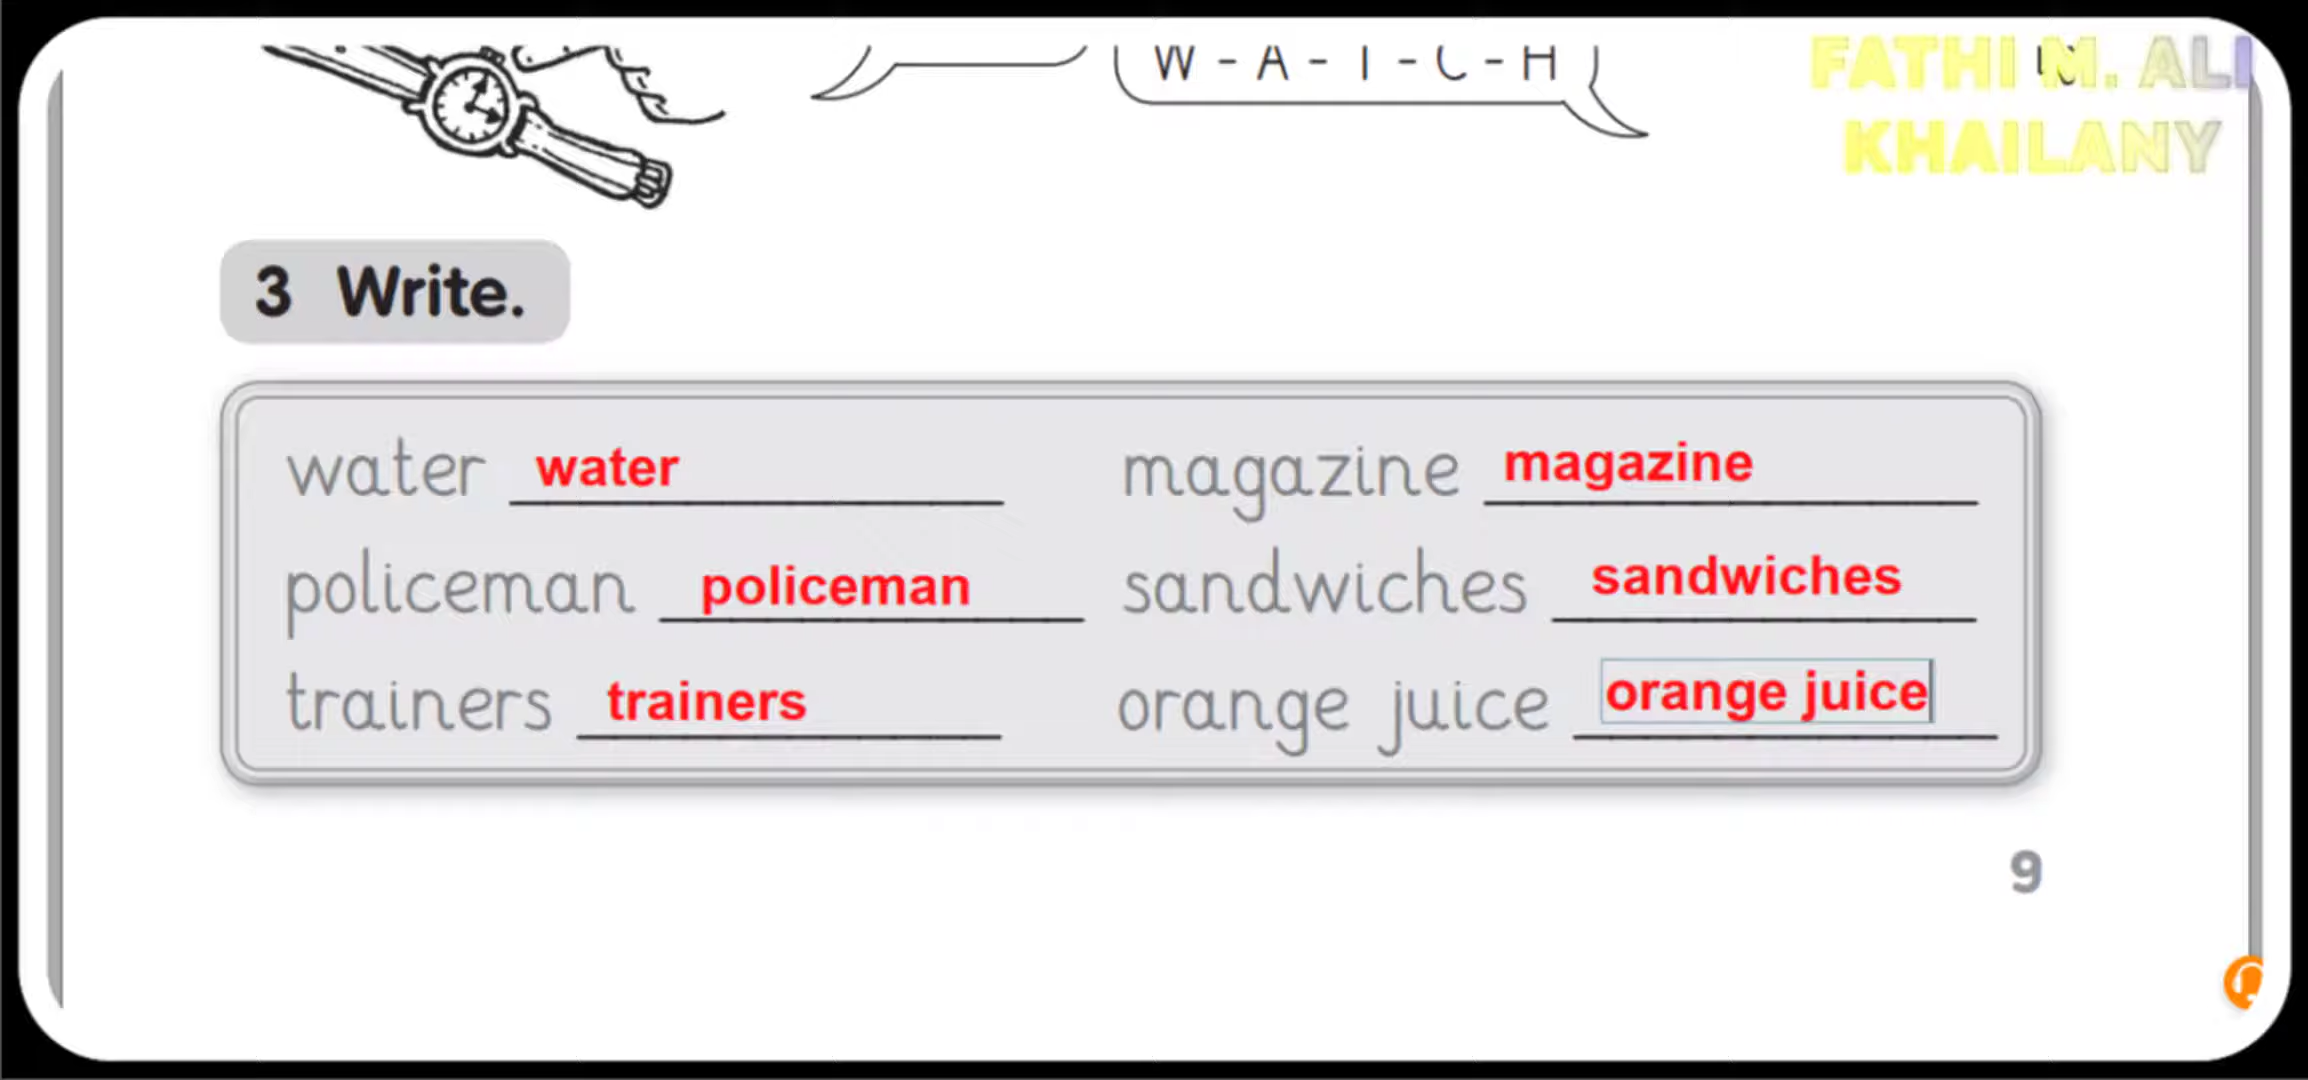 W - A - T - C - H
FATHI M. ALI
KHAILANY
3 Write.
water water
magazine magazine
policeman policeman
sandwiches sandwiches
trainers trainers
orange juice orange juice
9